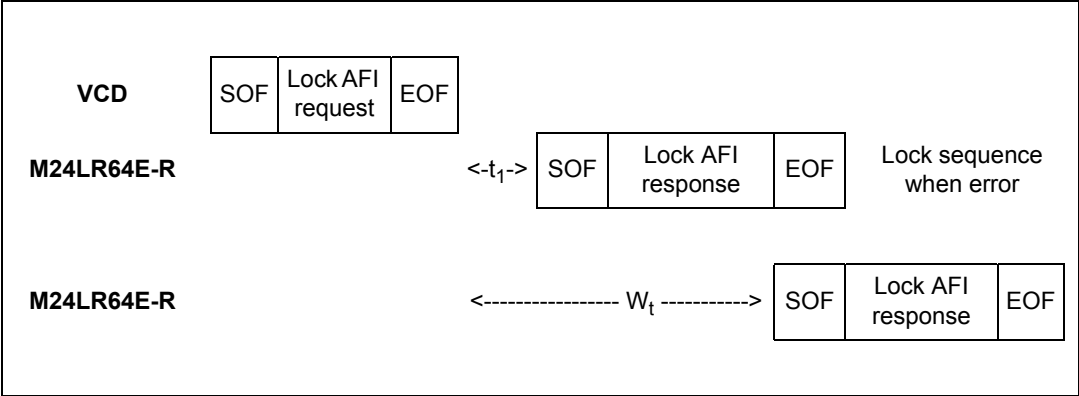 VCD SOF Lock AFI request EOF
M24LR64E-R <-t1-> SOF Lock AFI response EOF Lock sequence when error
M24LR64E-R <----------------- Wt -----------> SOF Lock AFI response EOF